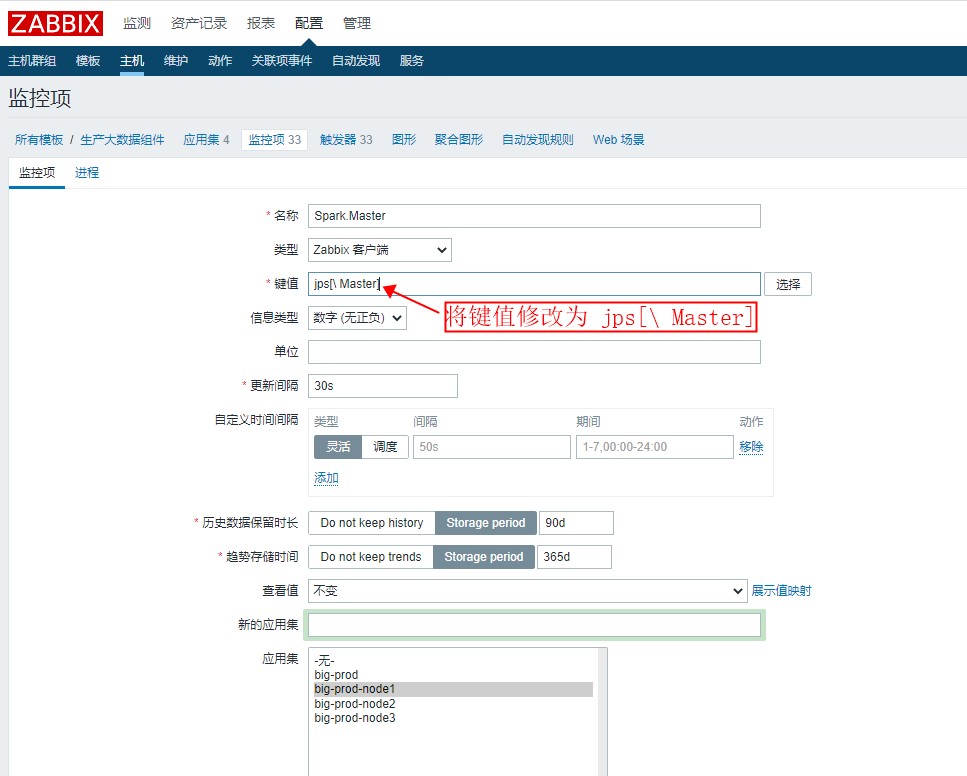 ZABBIX 监测 资产记录 报表 配置 管理
主机群组 模板 主机 维护 动作 关联项事件 自动发现 服务
监控项
所有模板 / 生产大数据组件 应用集 4 监控项 33 触发器 33 图形 聚合图形 自动发现规则 Web 场景
监控项 进程
* 名称 Spark.Master
类型 Zabbix 客户端
* 键值 jps[\ Master] 选择
信息类型 数字 (无正负) 将键值修改为 jps[\ Master]
单位
* 更新间隔 30s
自定义时间间隔 类型 间隔 期间 动作
灵活 调度 50s 1-7,00:00-24:00 移除
添加
* 历史数据保留时长 Do not keep history Storage period 90d
* 趋势存储时间 Do not keep trends Storage period 365d
查看值 不变 展示值映射
新的应用集
应用集 -无-
big-prod
big-prod-node1
big-prod-node2
big-prod-node3